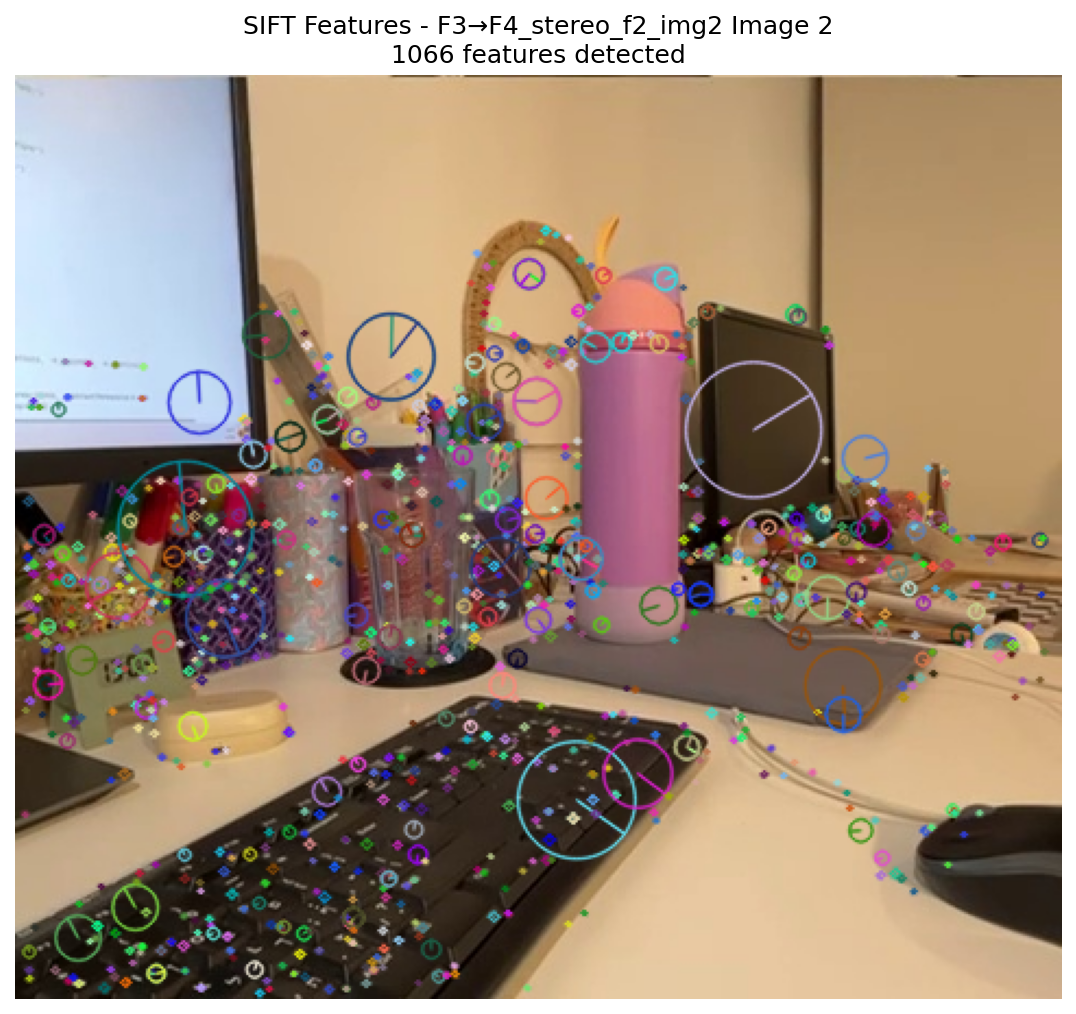 SIFT Features - F3→F4_stereo_f2_img2 Image 2
1066 features detected